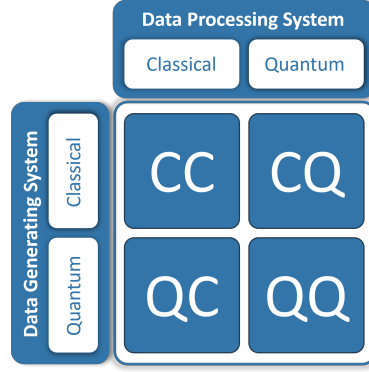 Data Processing System
Classical Quantum
Data Generating System
Classical
CC CQ
Quantum
QC QQ